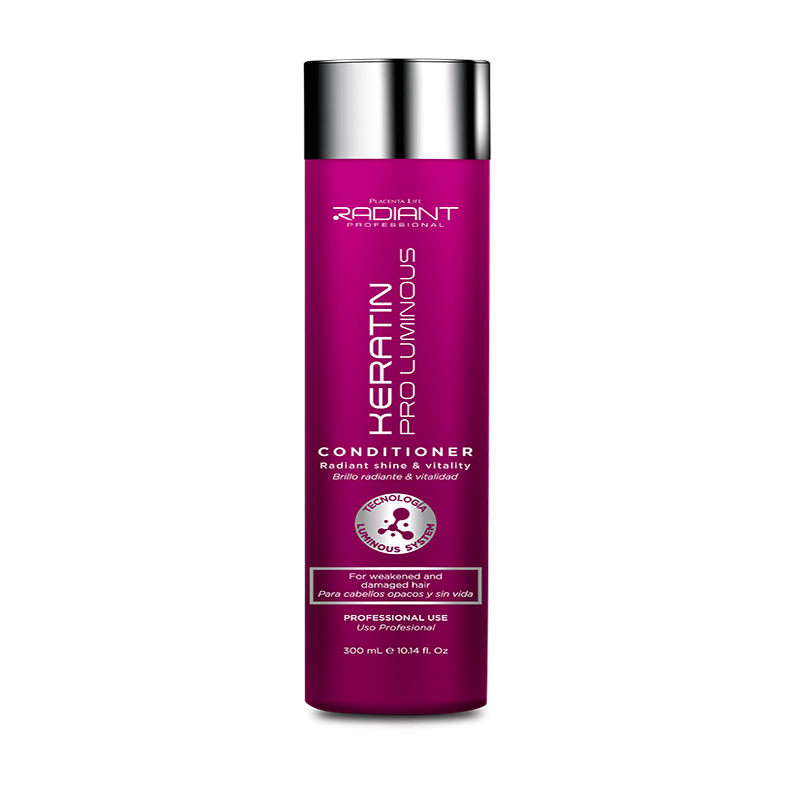 PLACENTA LIFE
RADIANT
PROFESSIONAL
KERATIN
PRO LUMINOUS
CONDITIONER
Radiant shine & vitality
Brillo radiante & vitalidad
TECNOLOGÍA
LUMINOUS SYSTEM
For weakened and
damaged hair
Para cabellos opacos y sin vida
PROFESSIONAL USE
Uso Profesional
300 mL ℮ 10.14 fl. Oz